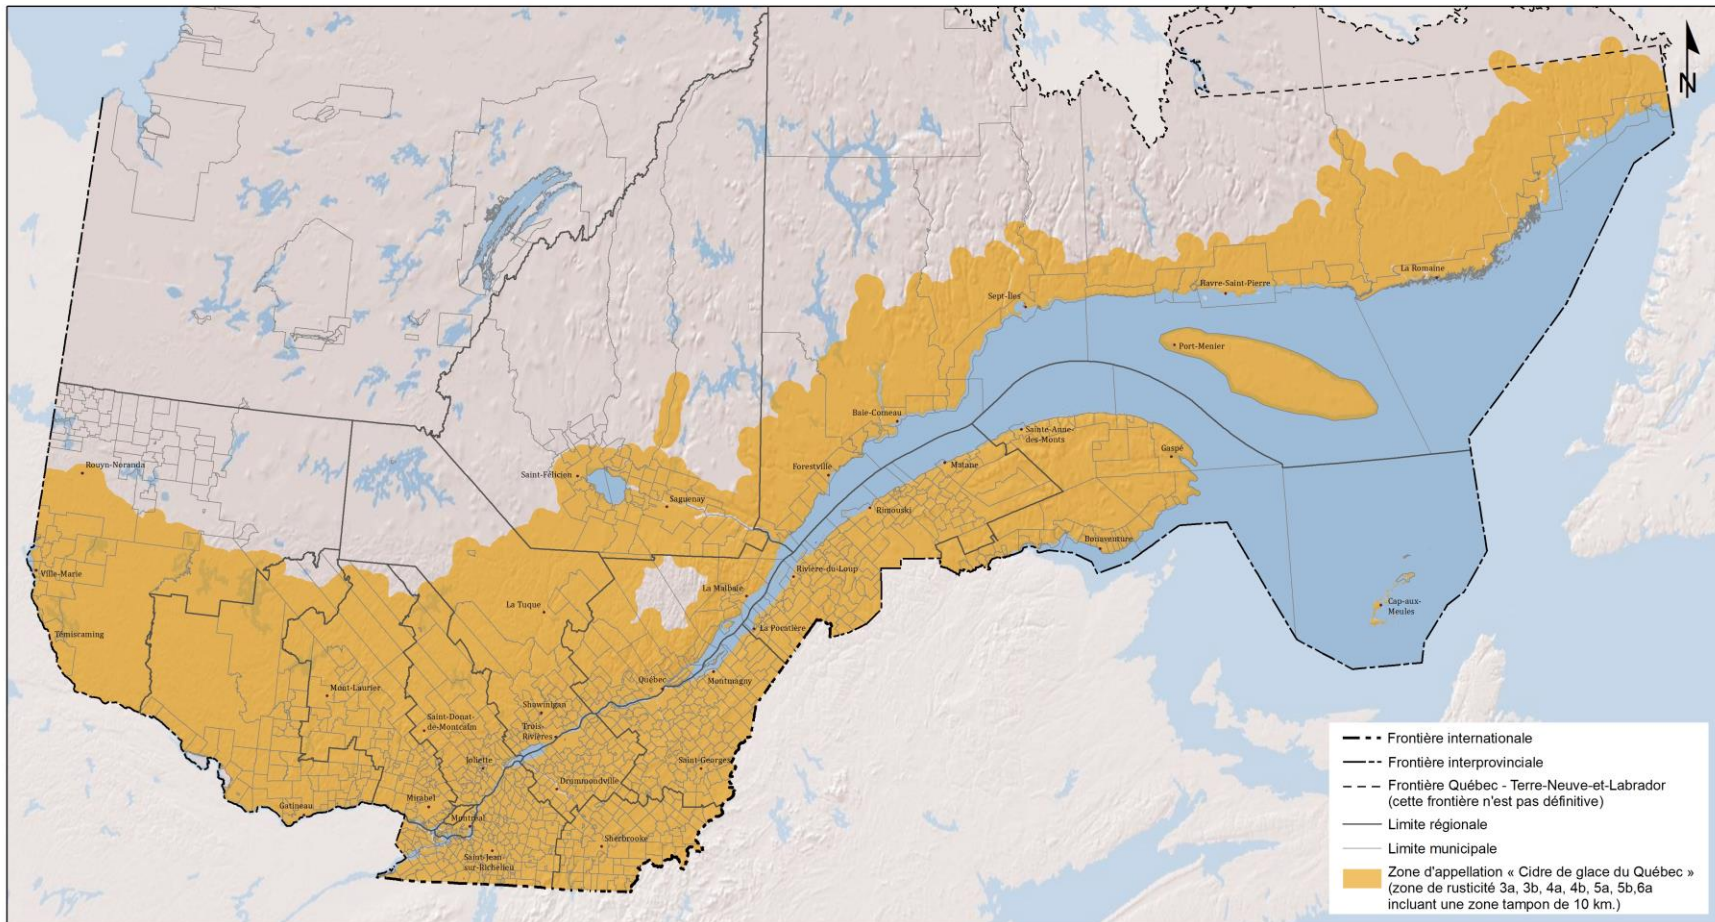 N
La Romaine
Havre-Saint-Pierre
Sept-Îles
Port-Menier
Baie-Comeau
Sainte-Anne-
des-Monts
Gaspé
Matane
Forestville
Rouyn-Noranda
Saint-Félicien
Saguenay
Rimouski
Bonaventure
Ville-Marie
Rivière-du-Loup
La Malbaie
La Tuque
Cap-aux-
Meules
Témiscaming
La Pocatière
Québec
Montmagny
Mont-Laurier
Shawinigan
Saint-Donat-
de-Montcalm
Trois-
Rivières
Joliette
Saint-Georges
Drummondville
Mirabel
Gatineau
Montréal
Sherbrooke
Saint-Jean-
sur-Richelieu
Frontière internationale
Frontière interprovinciale
Frontière Québec - Terre-Neuve-et-Labrador
(cette frontière n'est pas définitive)
Limite régionale
Limite municipale
Zone d'appellation « Cidre de glace du Québec »
(zone de rusticité 3a, 3b, 4a, 4b, 5a, 5b,6a
incluant une zone tampon de 10 km.)